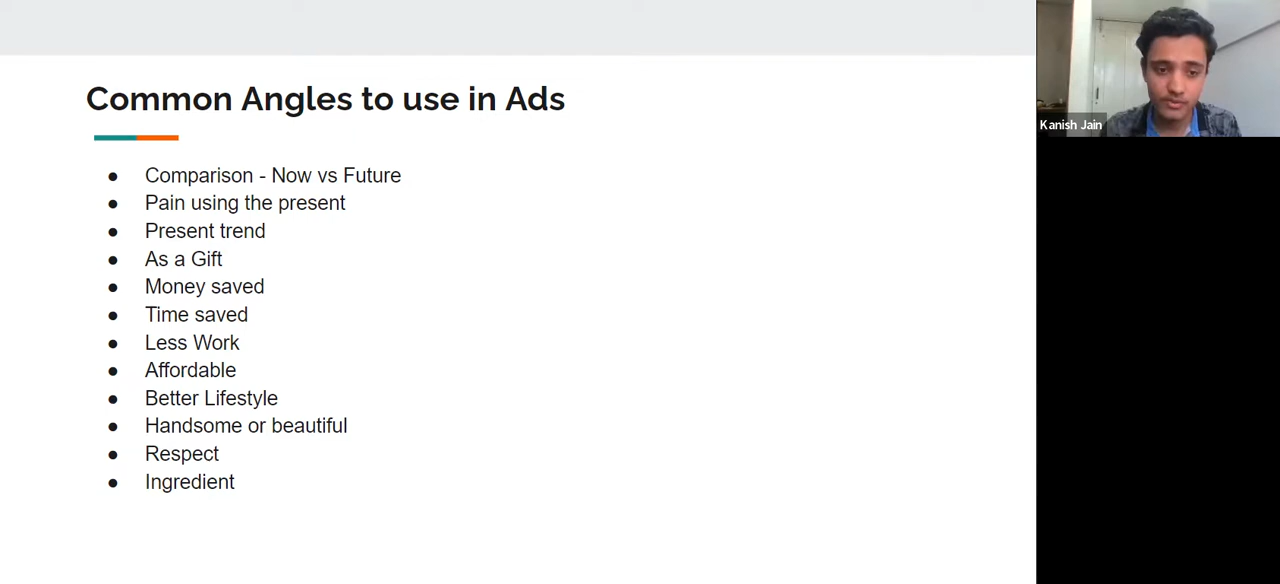 Common Angles to use in Ads
● Comparison - Now vs Future
● Pain using the present
● Present trend
● As a Gift
● Money saved
● Time saved
● Less Work
● Affordable
● Better Lifestyle
● Handsome or beautiful
● Respect
● Ingredient
Kanish Jain